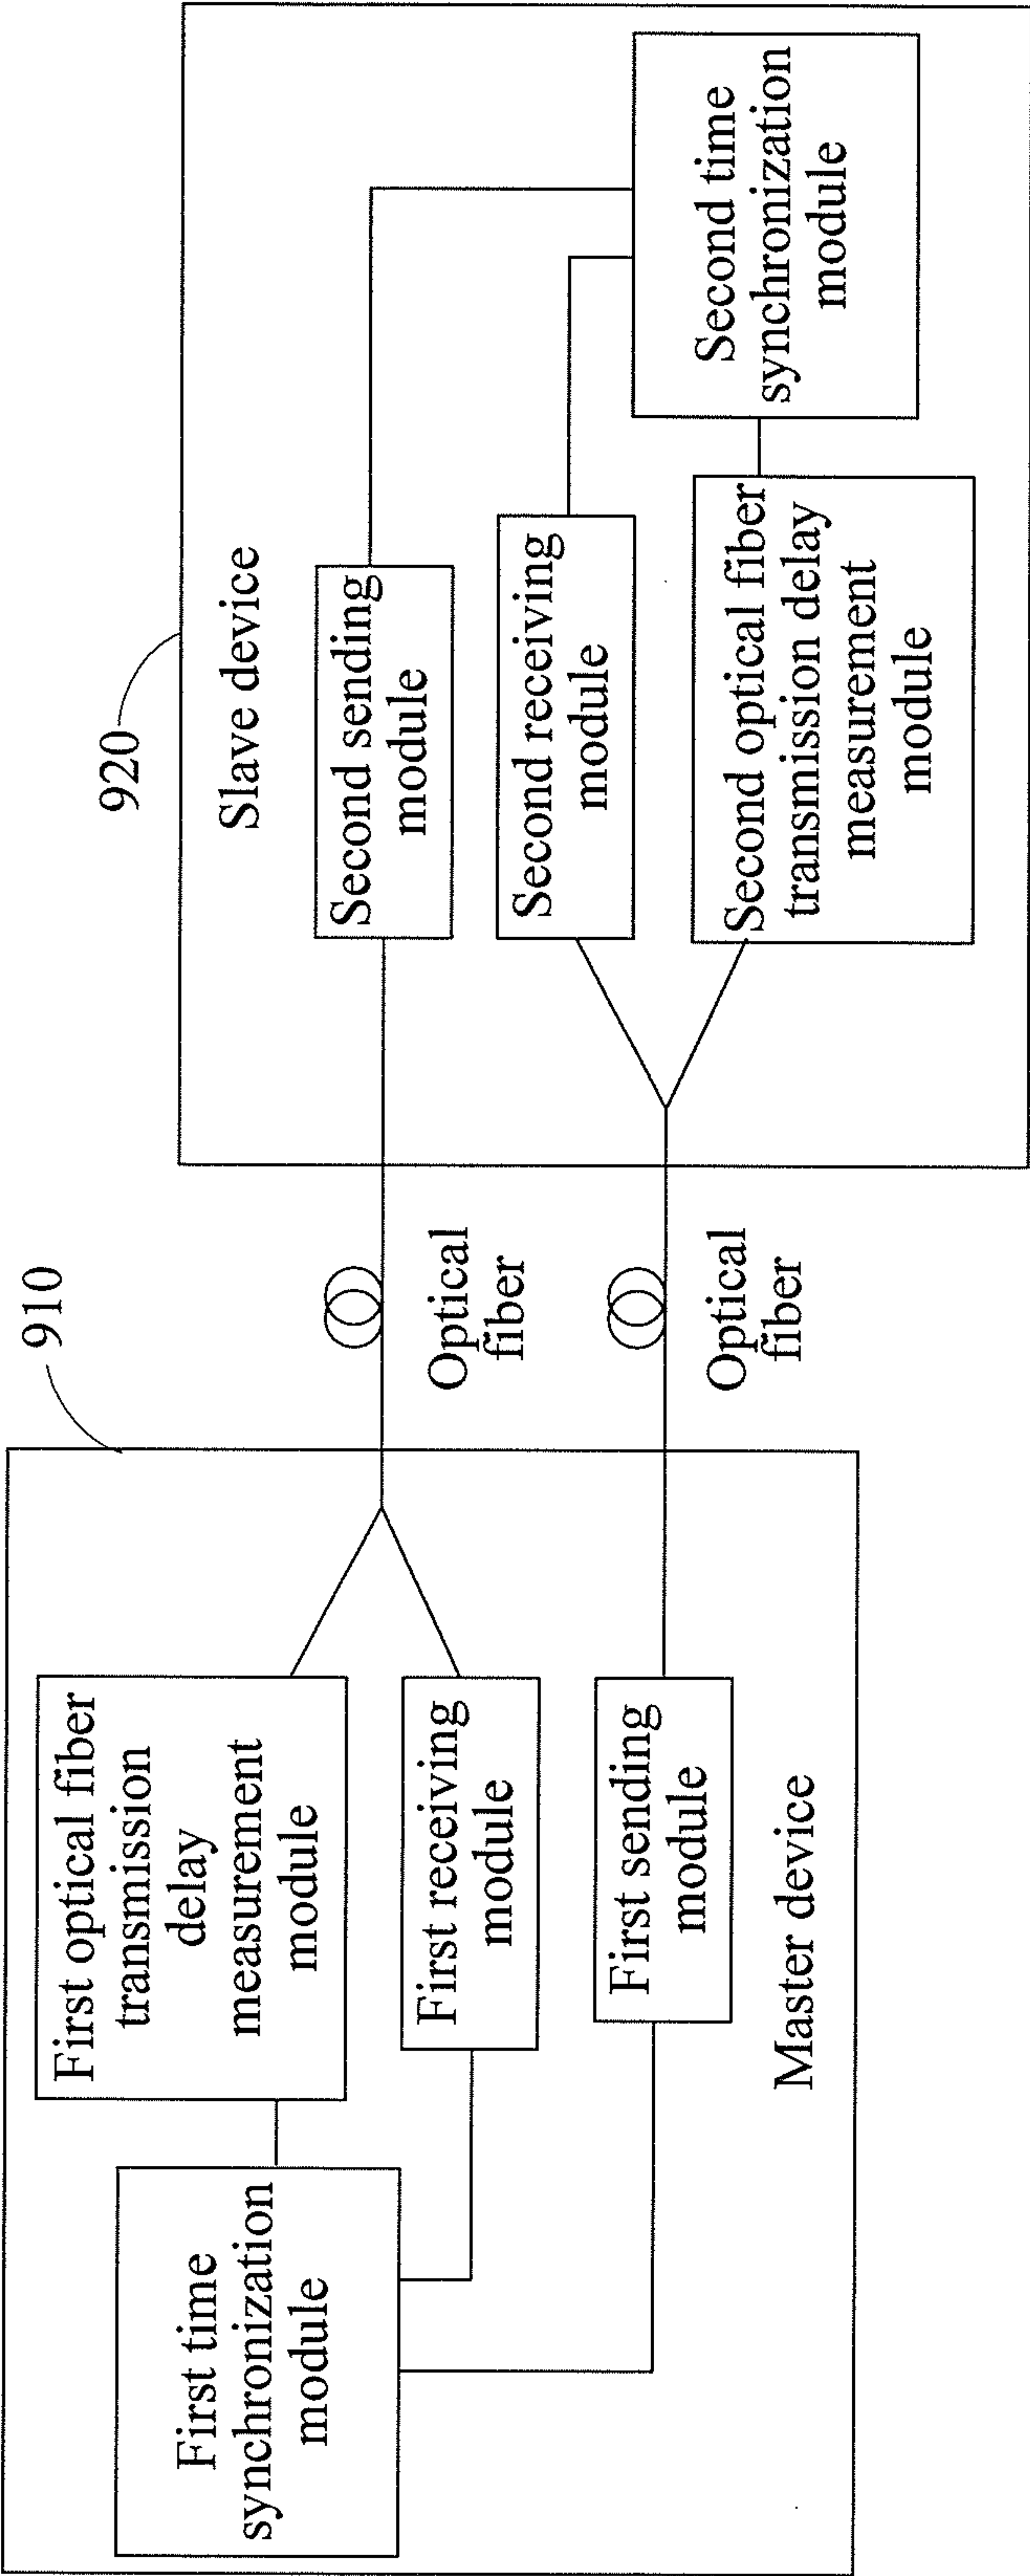 910
First optical fiber
transmission
delay
measurement
module
First time
synchronization
module
First receiving
module
First sending
module
Master device
Optical
fiber
Optical
fiber
920
Slave device
Second sending
module
Second receiving
module
Second optical fiber
transmission delay
measurement
module
Second time
synchronization
module